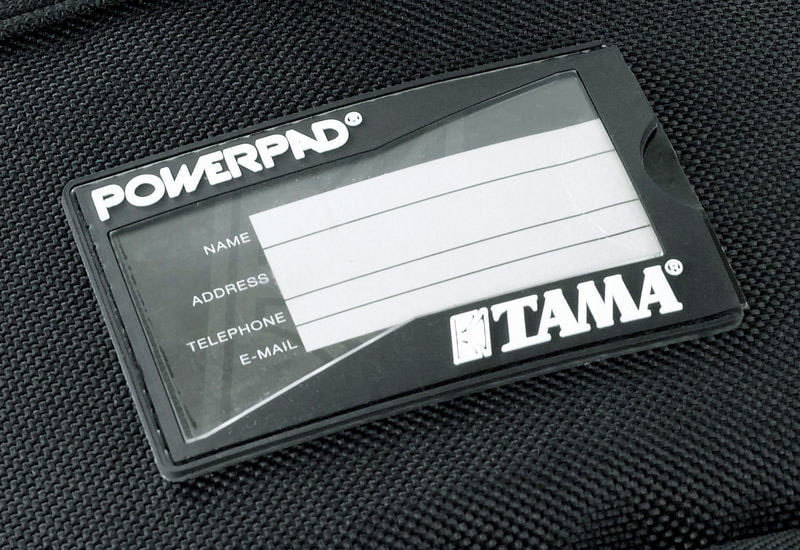 POWERPAD®
NAME
ADDRESS
TELEPHONE
E-MAIL
TAMA®